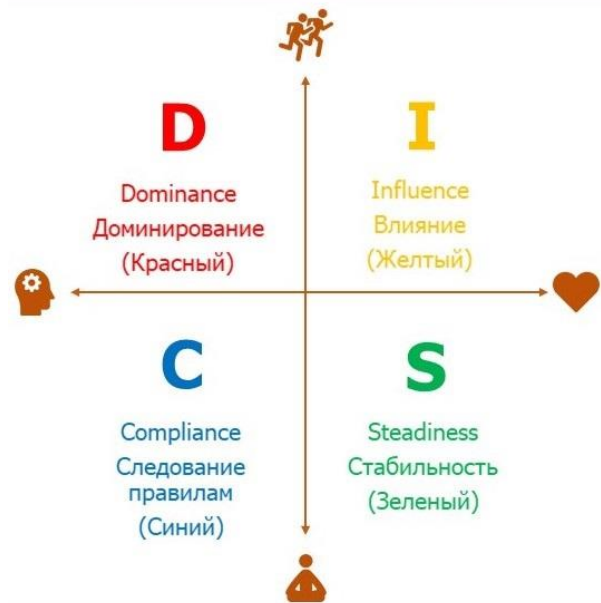 D
Dominance
Доминирование
(Красный)
I
Influence
Влияние
(Желтый)
C
Compliance
Следование
правилам
(Синий)
S
Steadiness
Стабильность
(Зеленый)